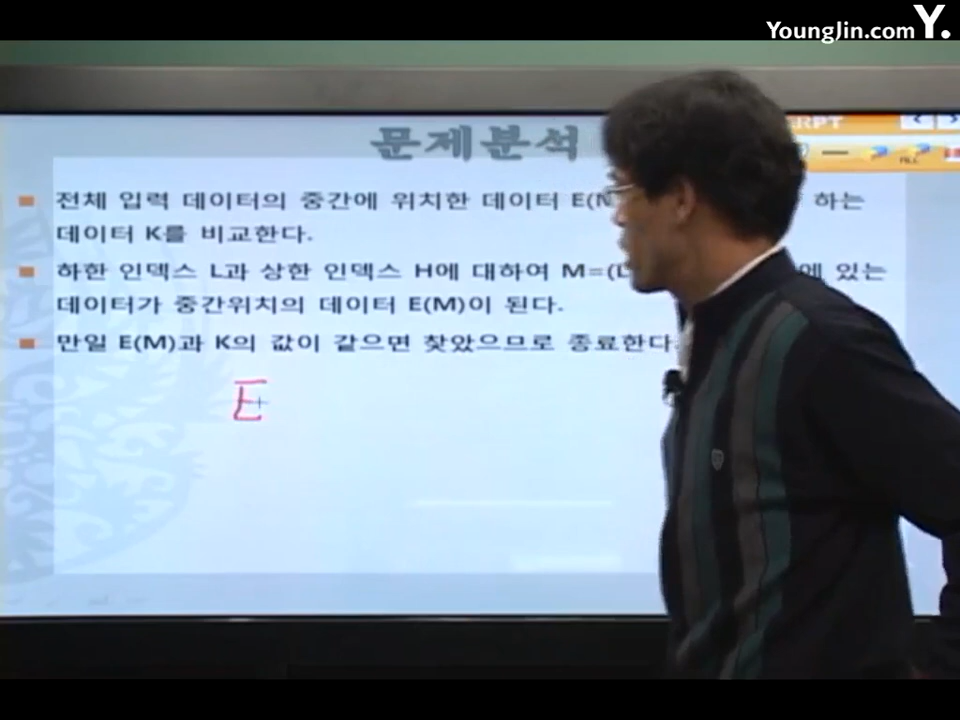 YoungJin.com Y.
문제분석
전체 입력 데이터의 중간에 위치한 데이터 하는
데이터 K를 비교한다.
하한 인덱스 L과 상한 인덱스 H에 대하여 있는
데이터가 중간위치의 데이터 E(M)이 된다.
만일 E(M)과 K의 값이 같으면 찾았으므로 종료한다.
E